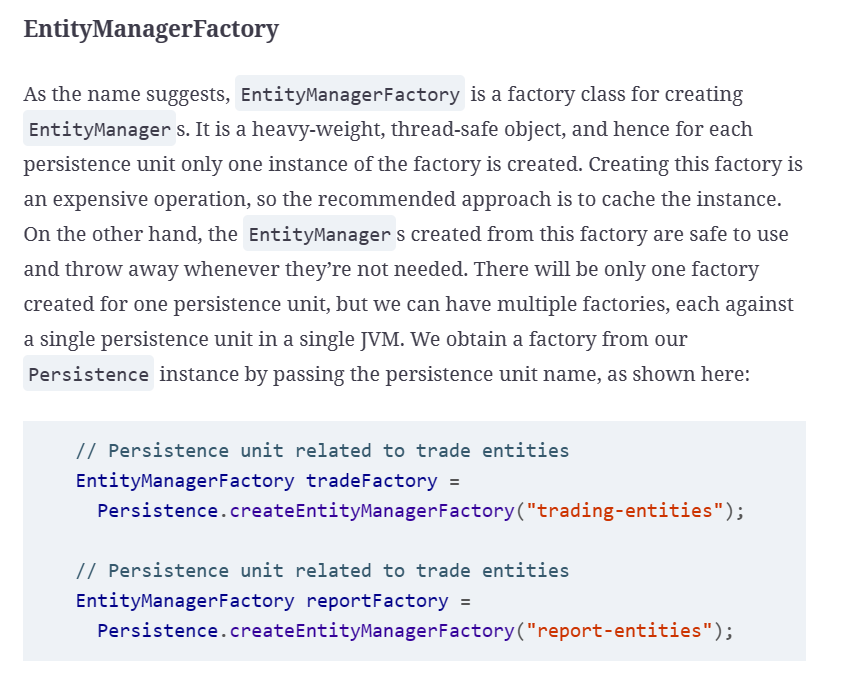 EntityManagerFactory
As the name suggests, EntityManagerFactory is a factory class for creating
EntityManager s. It is a heavy-weight, thread-safe object, and hence for each
persistence unit only one instance of the factory is created. Creating this factory is
an expensive operation, so the recommended approach is to cache the instance.
On the other hand, the EntityManager s created from this factory are safe to use
and throw away whenever they’re not needed. There will be only one factory
created for one persistence unit, but we can have multiple factories, each against
a single persistence unit in a single JVM. We obtain a factory from our
Persistence instance by passing the persistence unit name, as shown here:
// Persistence unit related to trade entities
EntityManagerFactory tradeFactory =
Persistence.createEntityManagerFactory("trading-entities");
// Persistence unit related to trade entities
EntityManagerFactory reportFactory =
Persistence.createEntityManagerFactory("report-entities");